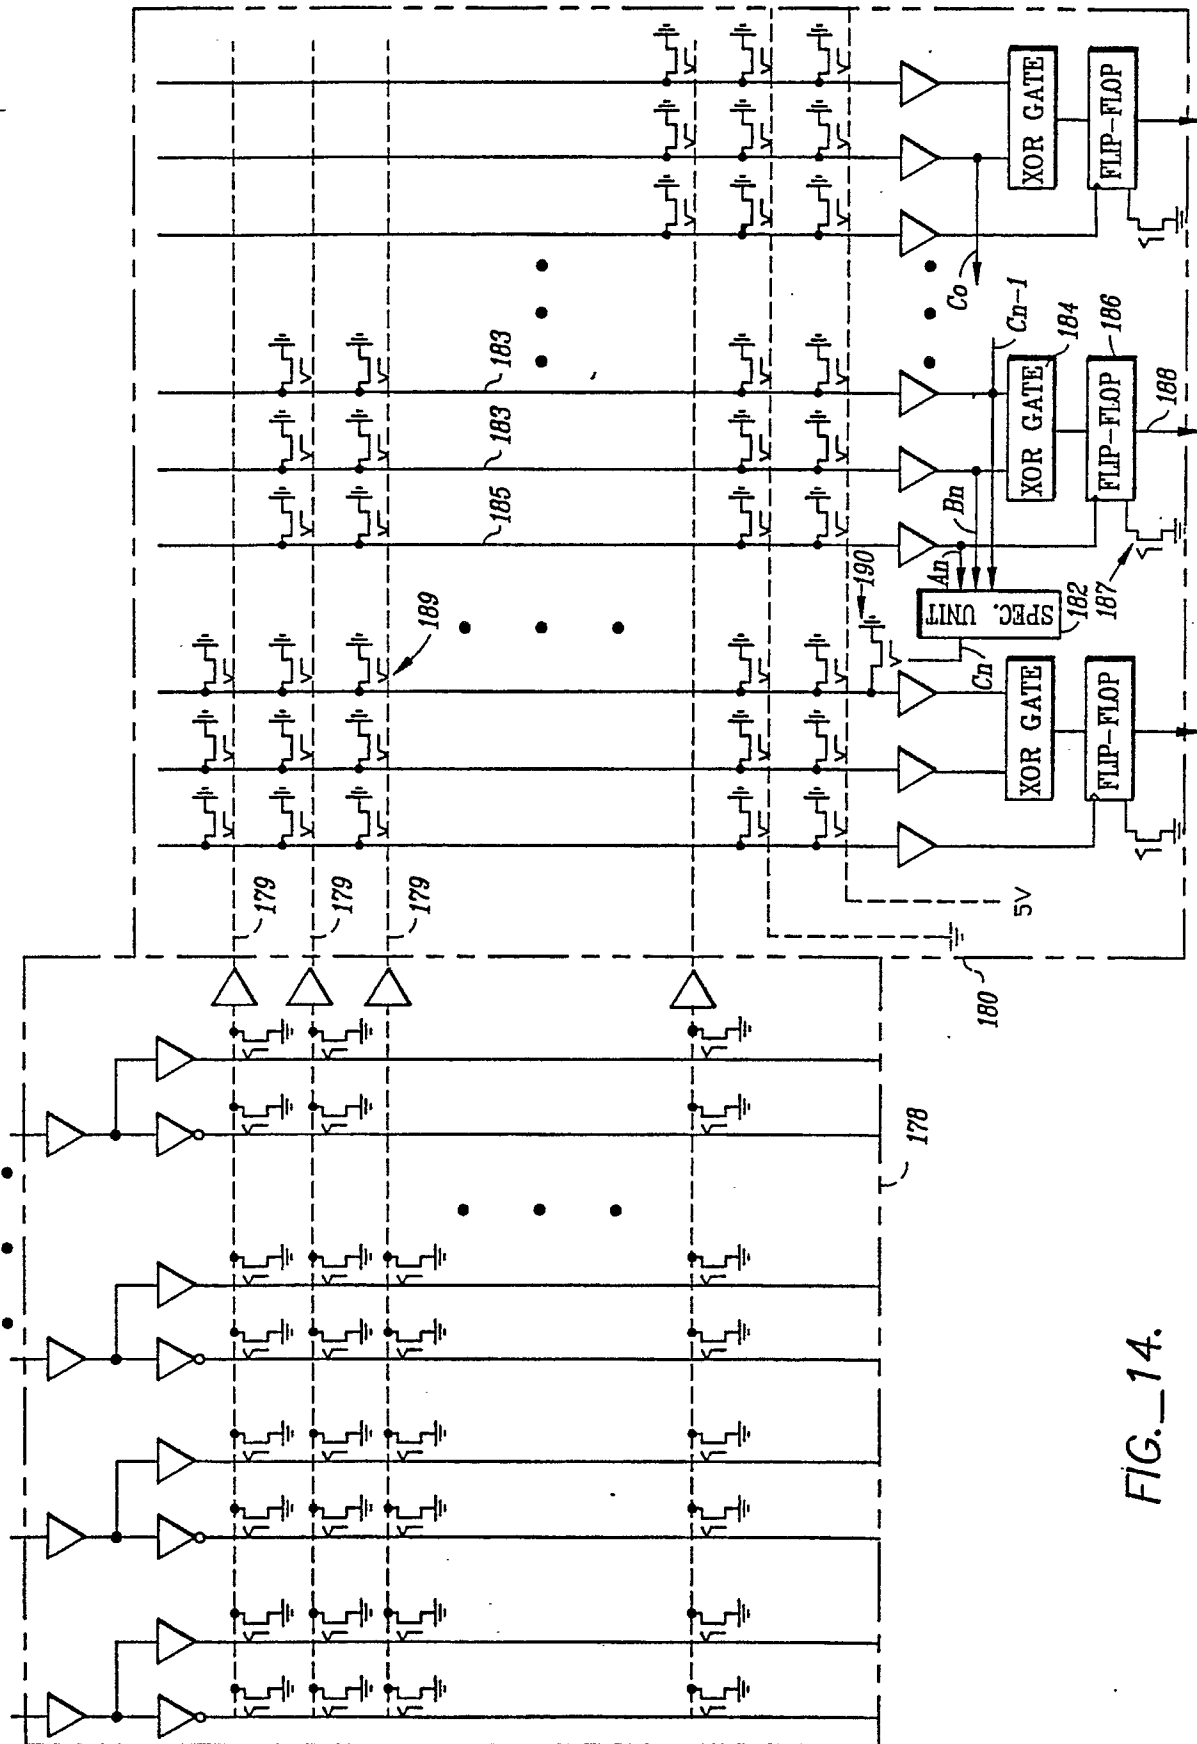 179
179
179
183
183
185
189
190
Co
Cn-1
An
Bn
Cn
SPEC. UNIT
182
184
186
187
188
XOR GATE
XOR GATE
XOR GATE
FLIP-FLOP
FLIP-FLOP
FLIP-FLOP
5V
180
178
FIG._14.